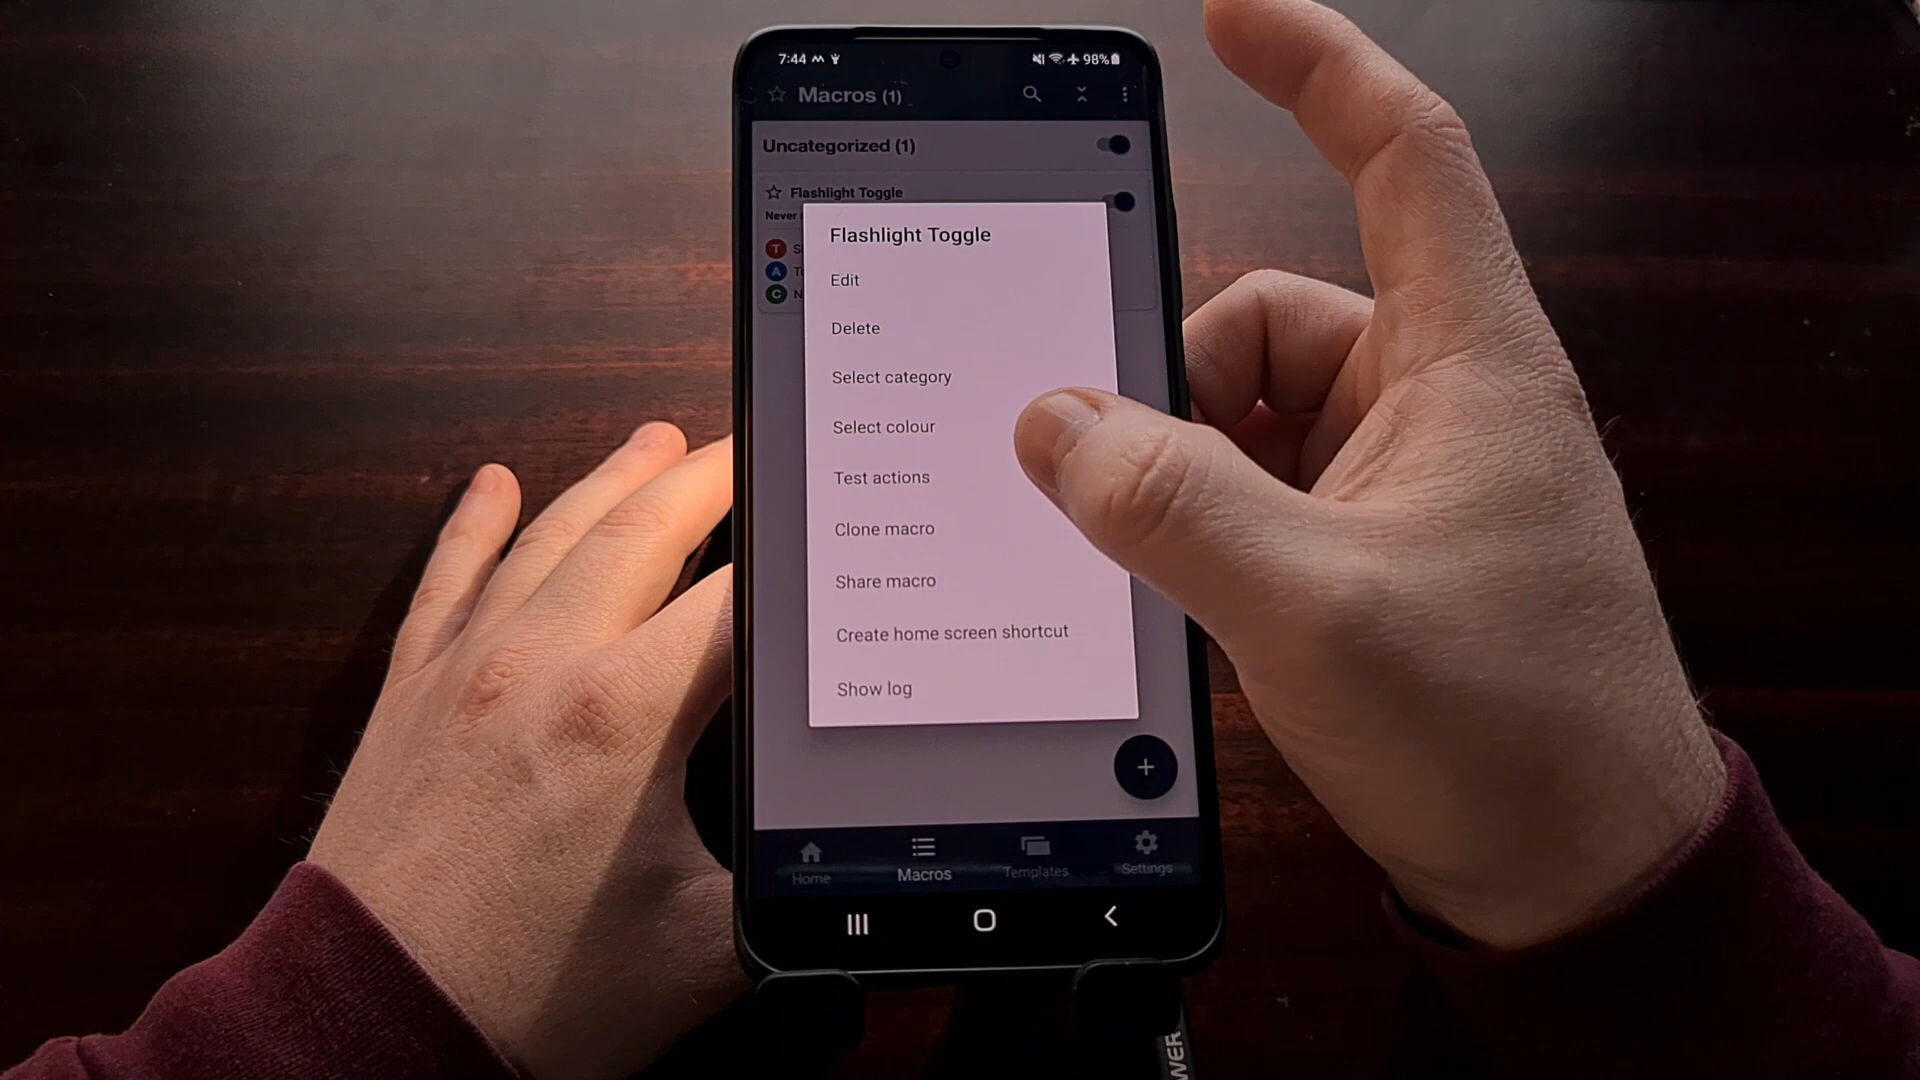 7:44 98%
Macros (1)
Uncategorized (1)
Flashlight Toggle
Never
T
A
C
Flashlight Toggle
Edit
Delete
Select category
Select colour
Test actions
Clone macro
Share macro
Create home screen shortcut
Show log
+
Home Macros Templates Settings
WER